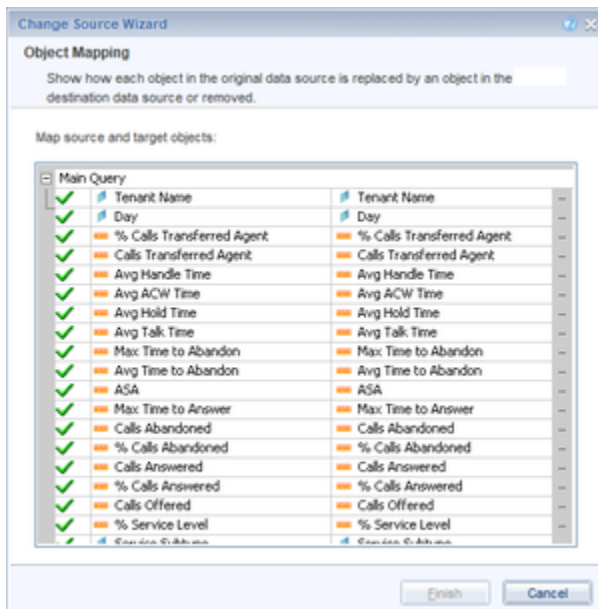 Change Source Wizard
Object Mapping
Show how each object in the original data source is replaced by an object in the
destination data source or removed.
Map source and target objects:
Main Query
Tenant Name Tenant Name
Day Day
% Calls Transferred Agent % Calls Transferred Agent
Calls Transferred Agent Calls Transferred Agent
Avg Handle Time Avg Handle Time
Avg ACW Time Avg ACW Time
Avg Hold Time Avg Hold Time
Avg Talk Time Avg Talk Time
Max Time to Abandon Max Time to Abandon
Avg Time to Abandon Avg Time to Abandon
ASA ASA
Max Time to Answer Max Time to Answer
Calls Abandoned Calls Abandoned
% Calls Abandoned % Calls Abandoned
Calls Answered Calls Answered
% Calls Answered % Calls Answered
Calls Offered Calls Offered
% Service Level % Service Level
Service Subtype Service Subtype
Finish Cancel